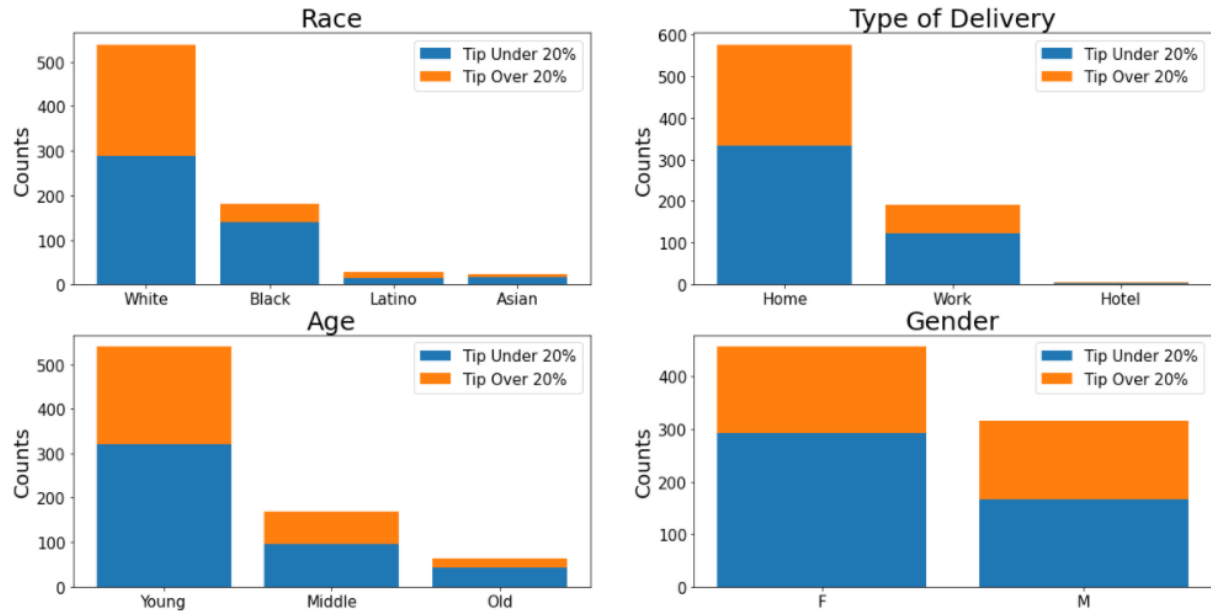 Race
Counts
500
400
300
200
100
0
Tip Under 20%
Tip Over 20%
White Black Latino Asian
Type of Delivery
Counts
600
500
400
300
200
100
0
Tip Under 20%
Tip Over 20%
Home Work Hotel
Age
Counts
500
400
300
200
100
0
Tip Under 20%
Tip Over 20%
Young Middle Old
Gender
Counts
400
300
200
100
0
Tip Under 20%
Tip Over 20%
F M